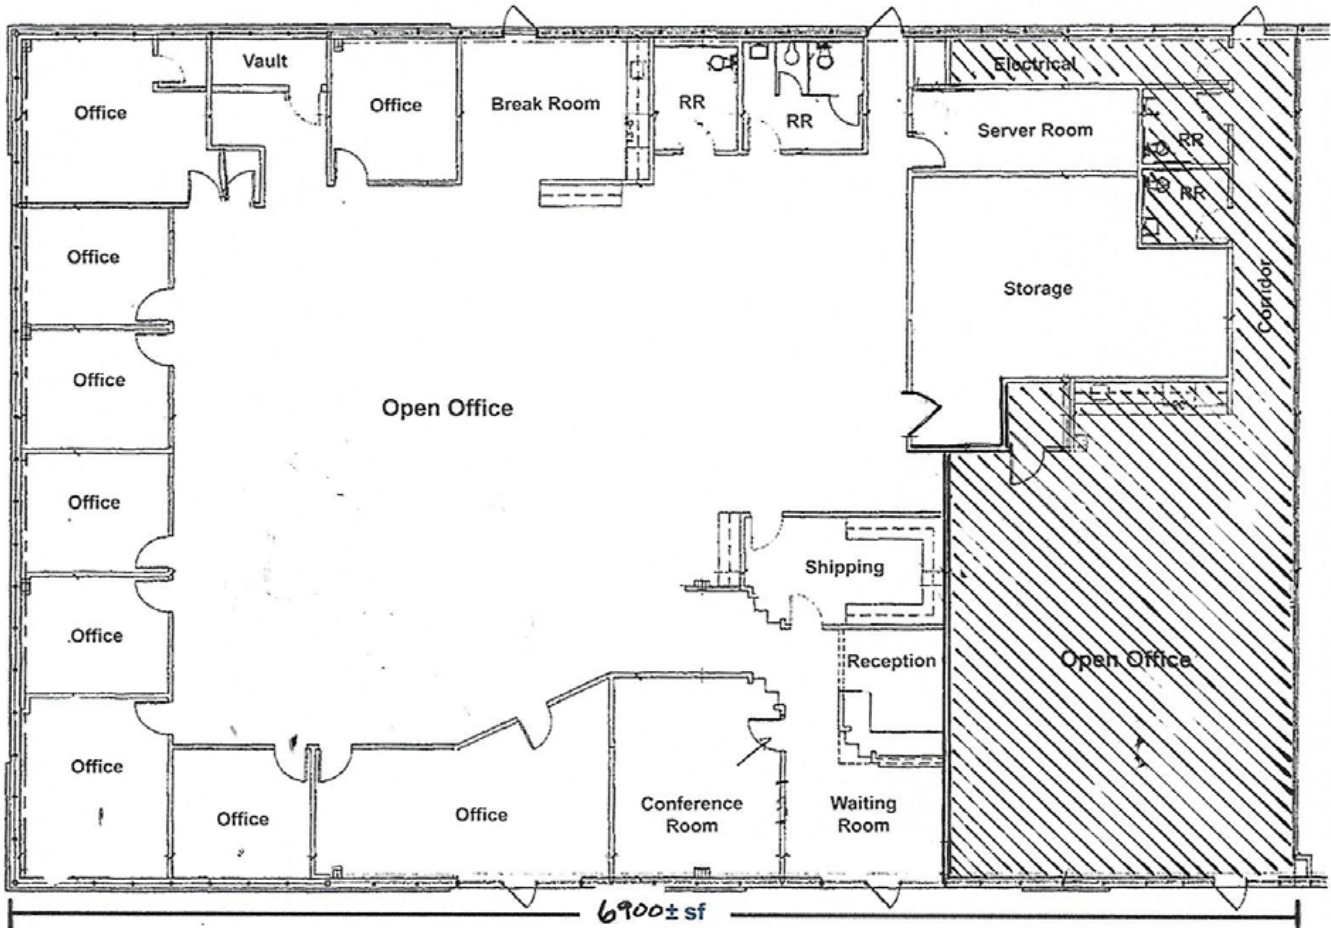 Vault
Electrical
Office
Office
Break Room
RR
RR
Server Room
RR
RR
Office
Storage
Corridor
Office
Open Office
Office
Shipping
Office
Reception
Open Office
Office
Conference
Room
Waiting
Room
Office
Office
6900± sf